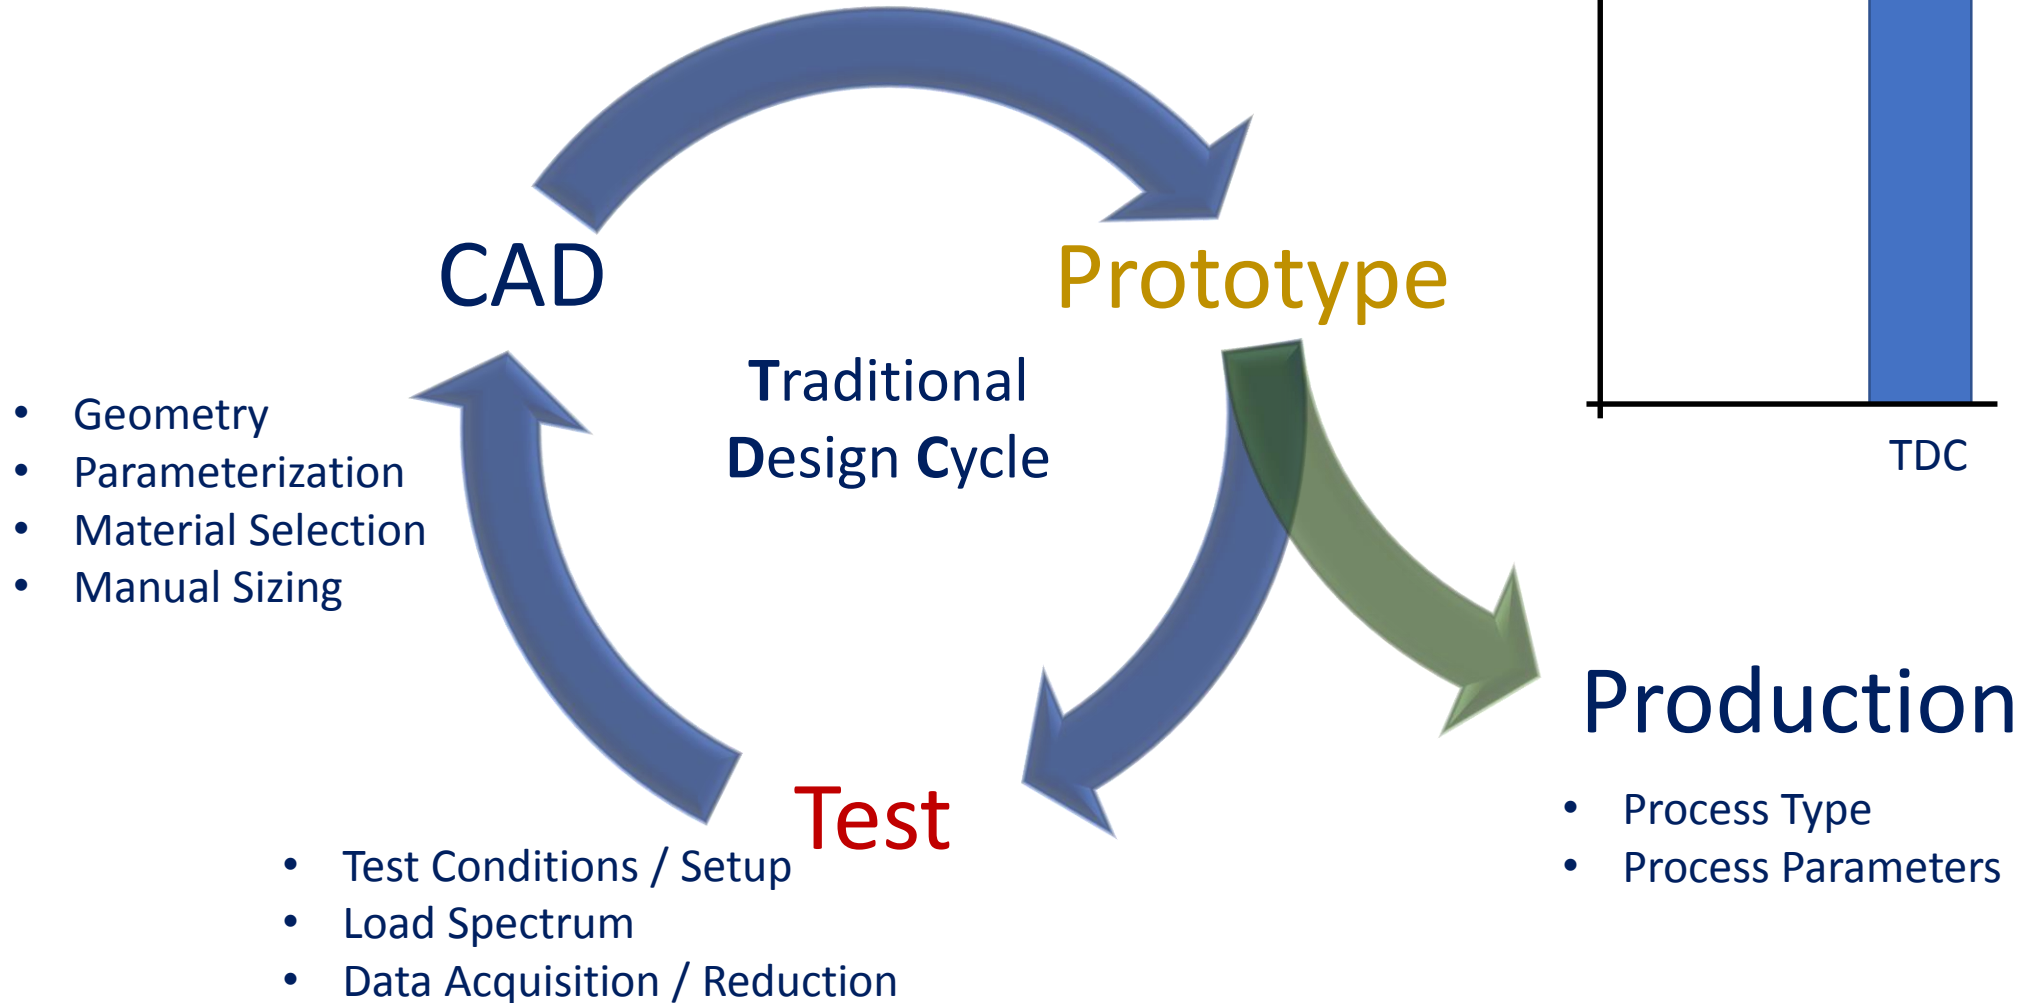 CAD
Prototype
Traditional
Design Cycle
TDC
• Geometry
• Parameterization
• Material Selection
• Manual Sizing
Production
• Process Type
• Process Parameters
Test
• Test Conditions / Setup
• Load Spectrum
• Data Acquisition / Reduction